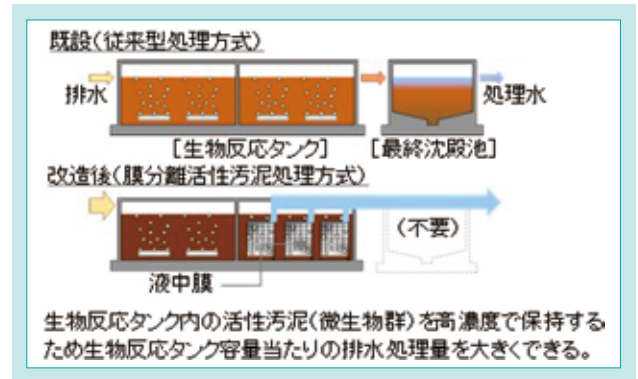 既設(従来型処理方式)
排水
処理水
[生物反応タンク]
[最終沈殿池]
改造後(膜分離活性汚泥処理方式)
(不要)
液中膜
生物反応タンク内の活性汚泥(微生物群)を高濃度で保持する
ため生物反応タンク容量当たりの排水処理量を大きくできる。